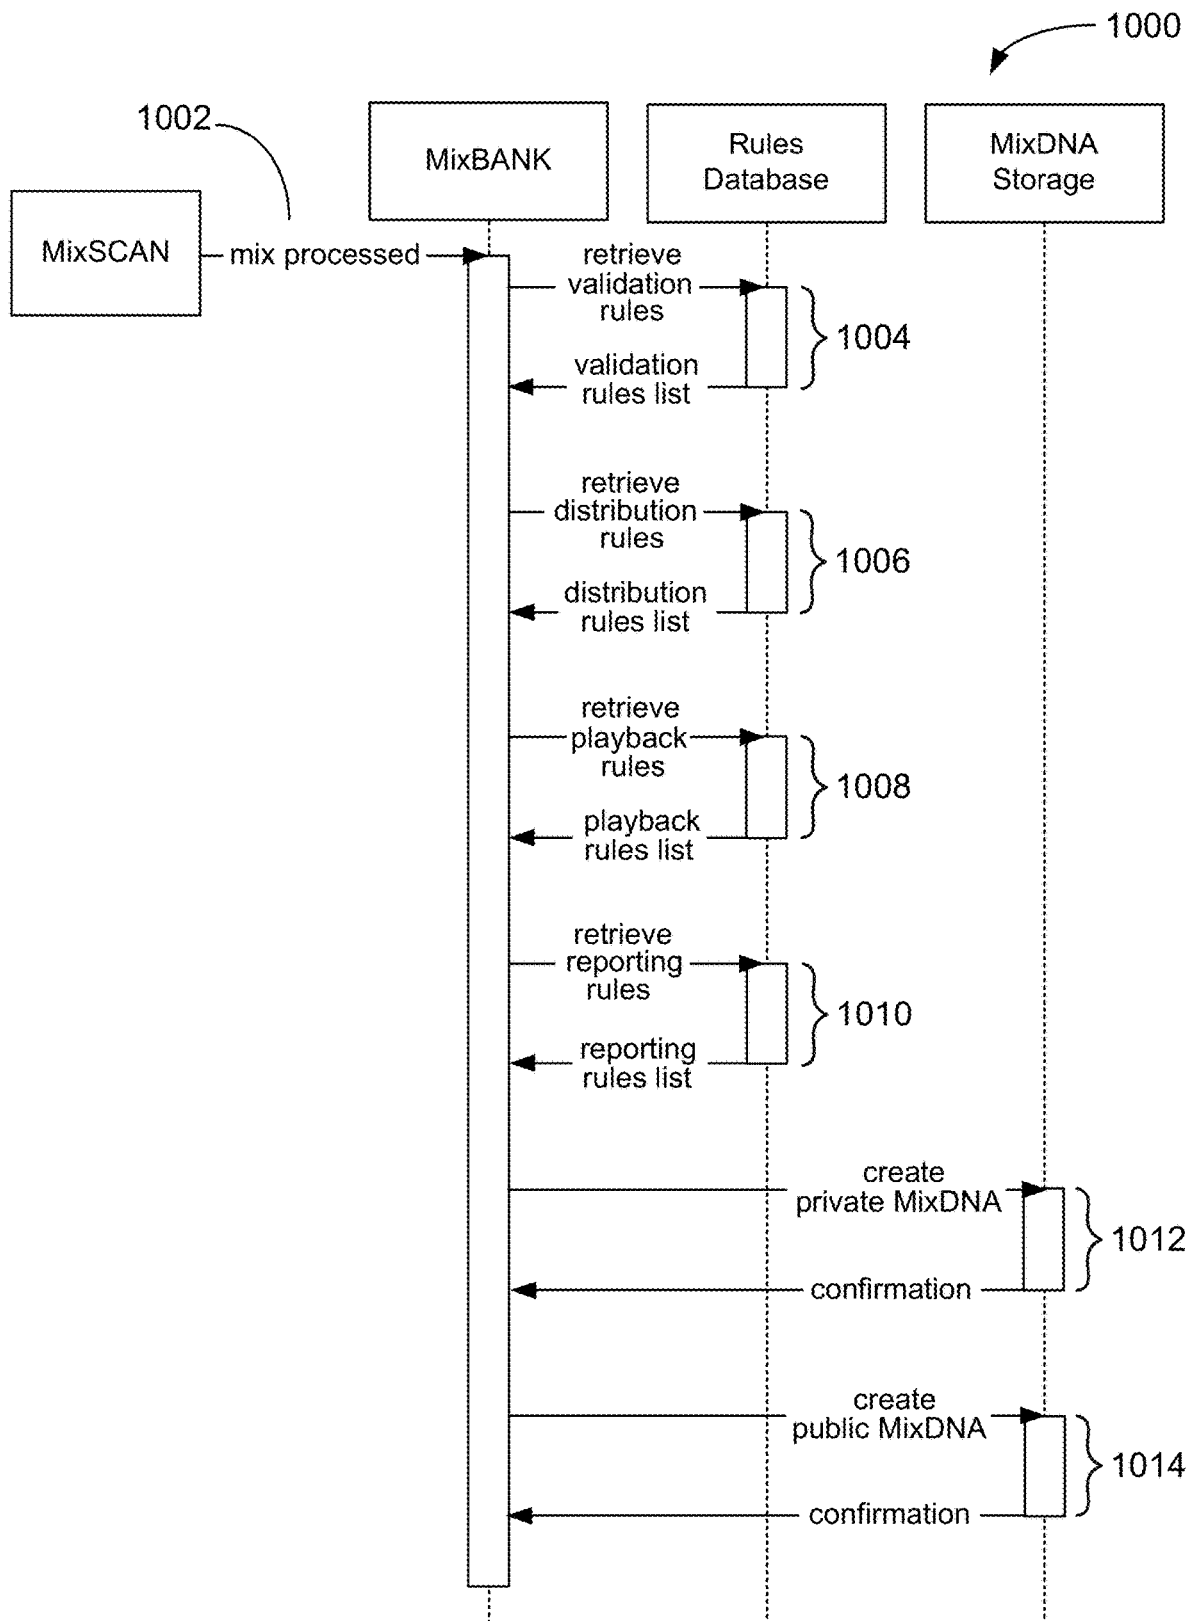 1000
1002
MixBANK
Rules
Database
MixDNA
Storage
MixSCAN
mix processed
retrieve
validation
rules
1004
validation
rules list
retrieve
distribution
rules
1006
distribution
rules list
retrieve
playback
rules
1008
playback
rules list
retrieve
reporting
rules
1010
reporting
rules list
create
private MixDNA
1012
confirmation
create
public MixDNA
1014
confirmation